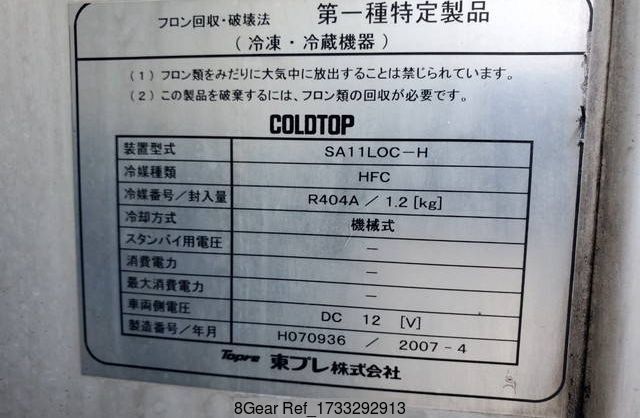 フロン回収・破壊法 第一種特定製品
（冷凍・冷蔵機器）
（１）フロン類をみだりに大気中に放出することは禁じられています。
（２）この製品を破棄するには、フロン類の回収が必要です。
COLDTOP
装置型式 SA11LOC－H
冷媒種類 HFC
冷媒番号／封入量 R404A ／ 1.2 [kg]
冷却方式 機械式
スタンバイ用電圧 －
消費電力 －
最大消費電力 －
車両側電圧 DC 12 [V]
製造番号／年月 H070936 ／ 2007-4
Topre 東プレ株式会社
8Gear Ref_1733292913